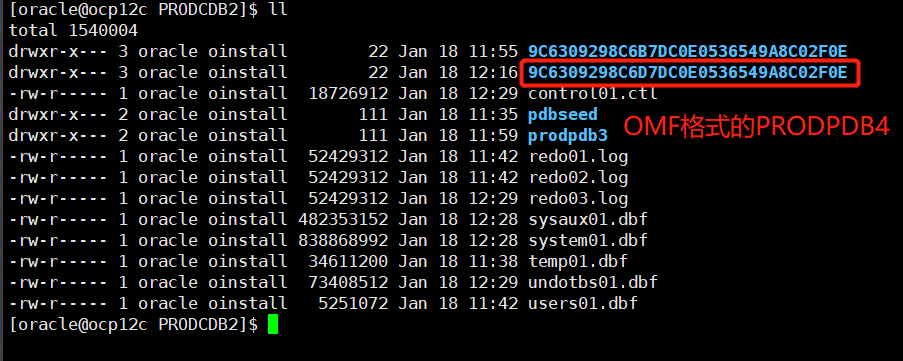 [oracle@ocp12c PRODCDB2]$ ll
total 1540004
drwxr-x--- 3 oracle oinstall 22 Jan 18 11:55 9C6309298C6B7DC0E0536549A8C02F0E
drwxr-x--- 3 oracle oinstall 22 Jan 18 12:16 9C6309298C6D7DC0E0536549A8C02F0E
-rw-r----- 1 oracle oinstall 18726912 Jan 18 12:29 control01.ctl
drwxr-x--- 2 oracle oinstall 111 Jan 18 11:35 pdbseed
drwxr-x--- 2 oracle oinstall 111 Jan 18 11:59 prodpdb3
OMF格式的PRODPDB4
-rw-r----- 1 oracle oinstall 52429312 Jan 18 11:42 redo01.log
-rw-r----- 1 oracle oinstall 52429312 Jan 18 11:42 redo02.log
-rw-r----- 1 oracle oinstall 52429312 Jan 18 12:29 redo03.log
-rw-r----- 1 oracle oinstall 482353152 Jan 18 12:28 sysaux01.dbf
-rw-r----- 1 oracle oinstall 838868992 Jan 18 12:28 system01.dbf
-rw-r----- 1 oracle oinstall 34611200 Jan 18 11:38 temp01.dbf
-rw-r----- 1 oracle oinstall 73408512 Jan 18 12:29 undotbs01.dbf
-rw-r----- 1 oracle oinstall 5251072 Jan 18 11:42 users01.dbf
[oracle@ocp12c PRODCDB2]$